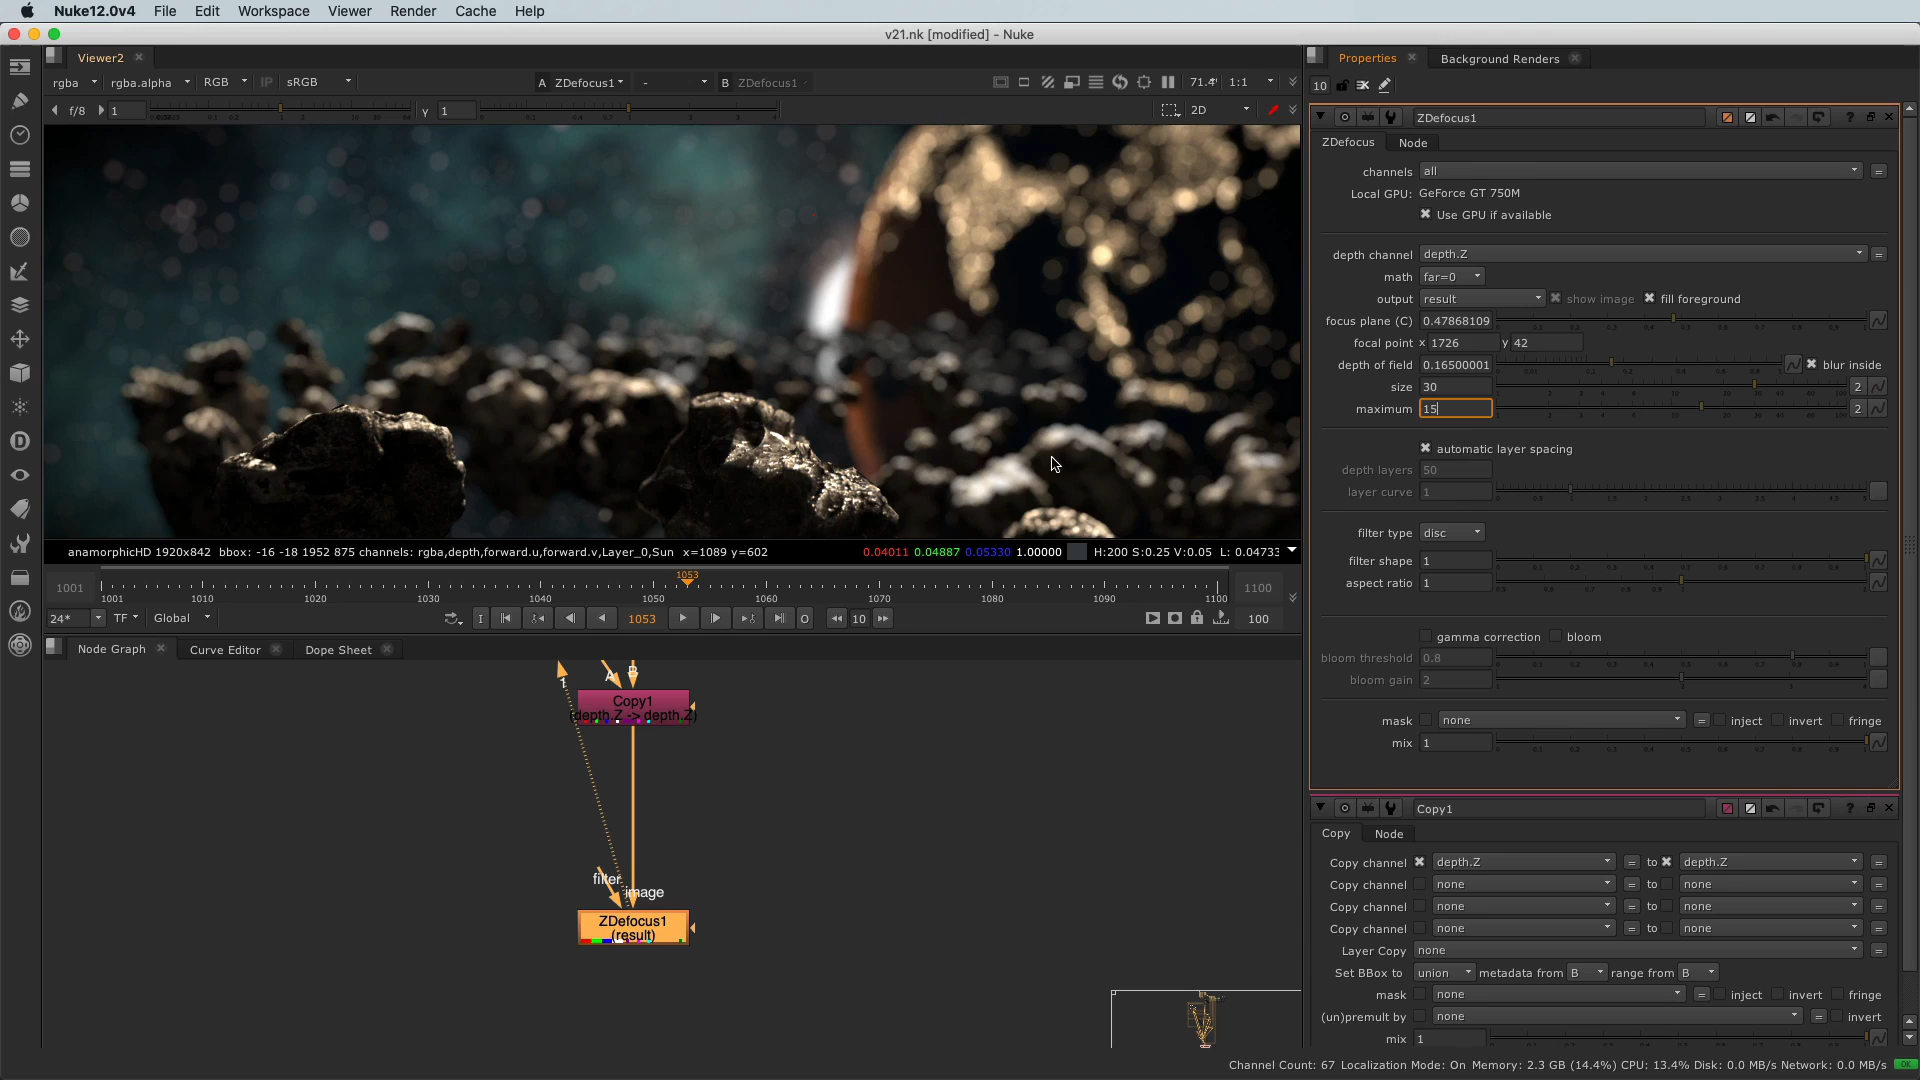 Nuke12.0v4 File Edit Workspace Viewer Render Cache Help
v21.nk [modified] - Nuke
Viewer2
rgba rgba.alpha RGB IP sRGB A ZDefocus1 - B ZDefocus1 71.4 1:1
f/8 1 Y 1 2D
anamorphicHD 1920x842 bbox: -16 -18 1952 875 channels: rgba,depth,forward.u,forward.v,Layer_0,Sun x=1089 y=602 0.04011 0.04887 0.05330 1.00000 H:200 S:0.25 V:0.05 L: 0.04733
1053
1001 1100
1001 1010 1020 1030 1040 1050 1060 1070 1080 1090 1100
24* TF Global I 1053 O 10 100
Node Graph Curve Editor Dope Sheet
1 A B
Copy1
(depth.Z -> depth.Z)
filter
image
ZDefocus1
(result)
Properties Background Renders
10
ZDefocus1
ZDefocus Node
channels all =
Local GPU: GeForce GT 750M
Use GPU if available
depth channel depth.Z =
math far=0
output result show image fill foreground
focus plane (C) 0.47868109
focal point x 1726 y 42
depth of field 0.16500001 blur inside
size 30 2
maximum 15 2
automatic layer spacing
depth layers 50
layer curve 1
filter type disc
filter shape 1
aspect ratio 1
gamma correction bloom
bloom threshold 0.8
bloom gain 2
mask none = inject invert fringe
mix 1
Copy1
Copy Node
Copy channel depth.Z = to depth.Z =
Copy channel none = to none =
Copy channel none = to none =
Copy channel none = to none =
Layer Copy none =
Set BBox to union metadata from B range from B
mask none = inject invert fringe
(un)premult by none = invert
mix 1
Channel Count: 67 Localization Mode: On Memory: 2.3 GB (14.4%) CPU: 13.4% Disk: 0.0 MB/s Network: 0.0 MB/s OK